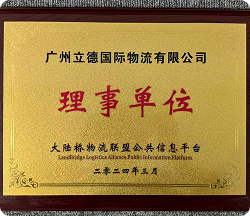 广州立德国际物流有限公司
理事单位
大陆桥物流联盟公共信息平台
Landbridge Logistics Alliance Public Information Platform
二零二四年三月